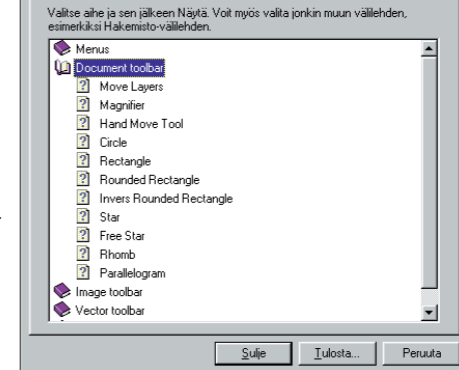 Valitse aihe ja sen jälkeen Näytä. Voit myös valita jonkin muun välilehden,
esimerkiksi Hakemisto-välilehden.
Menus
Document toolbar
Move Layers
Magnifier
Hand Move Tool
Circle
Rectangle
Rounded Rectangle
Invers Rounded Rectangle
Star
Free Star
Rhomb
Parallelogram
Image toolbar
Vector toolbar
Sulje Tulosta... Peruuta